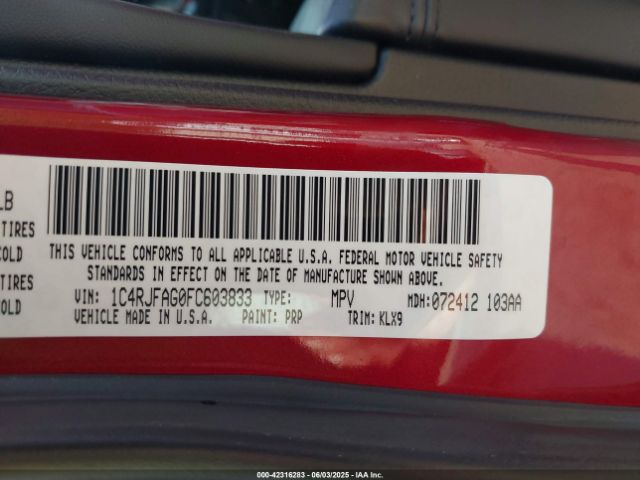 LB
TIRES
COLD
TIRES
COLD
THIS VEHICLE CONFORMS TO ALL APPLICABLE U.S.A. FEDERAL MOTOR VEHICLE SAFETY
STANDARDS IN EFFECT ON THE DATE OF MANUFACTURE SHOWN ABOVE.
VIN: 1C4RJFAG0FC603833 TYPE: MPV MDH:072412 103AA
VEHICLE MADE IN U.S.A. PAINT: PRP TRIM: KLX9
000-42316283 - 06/03/2025 - IAA Inc.